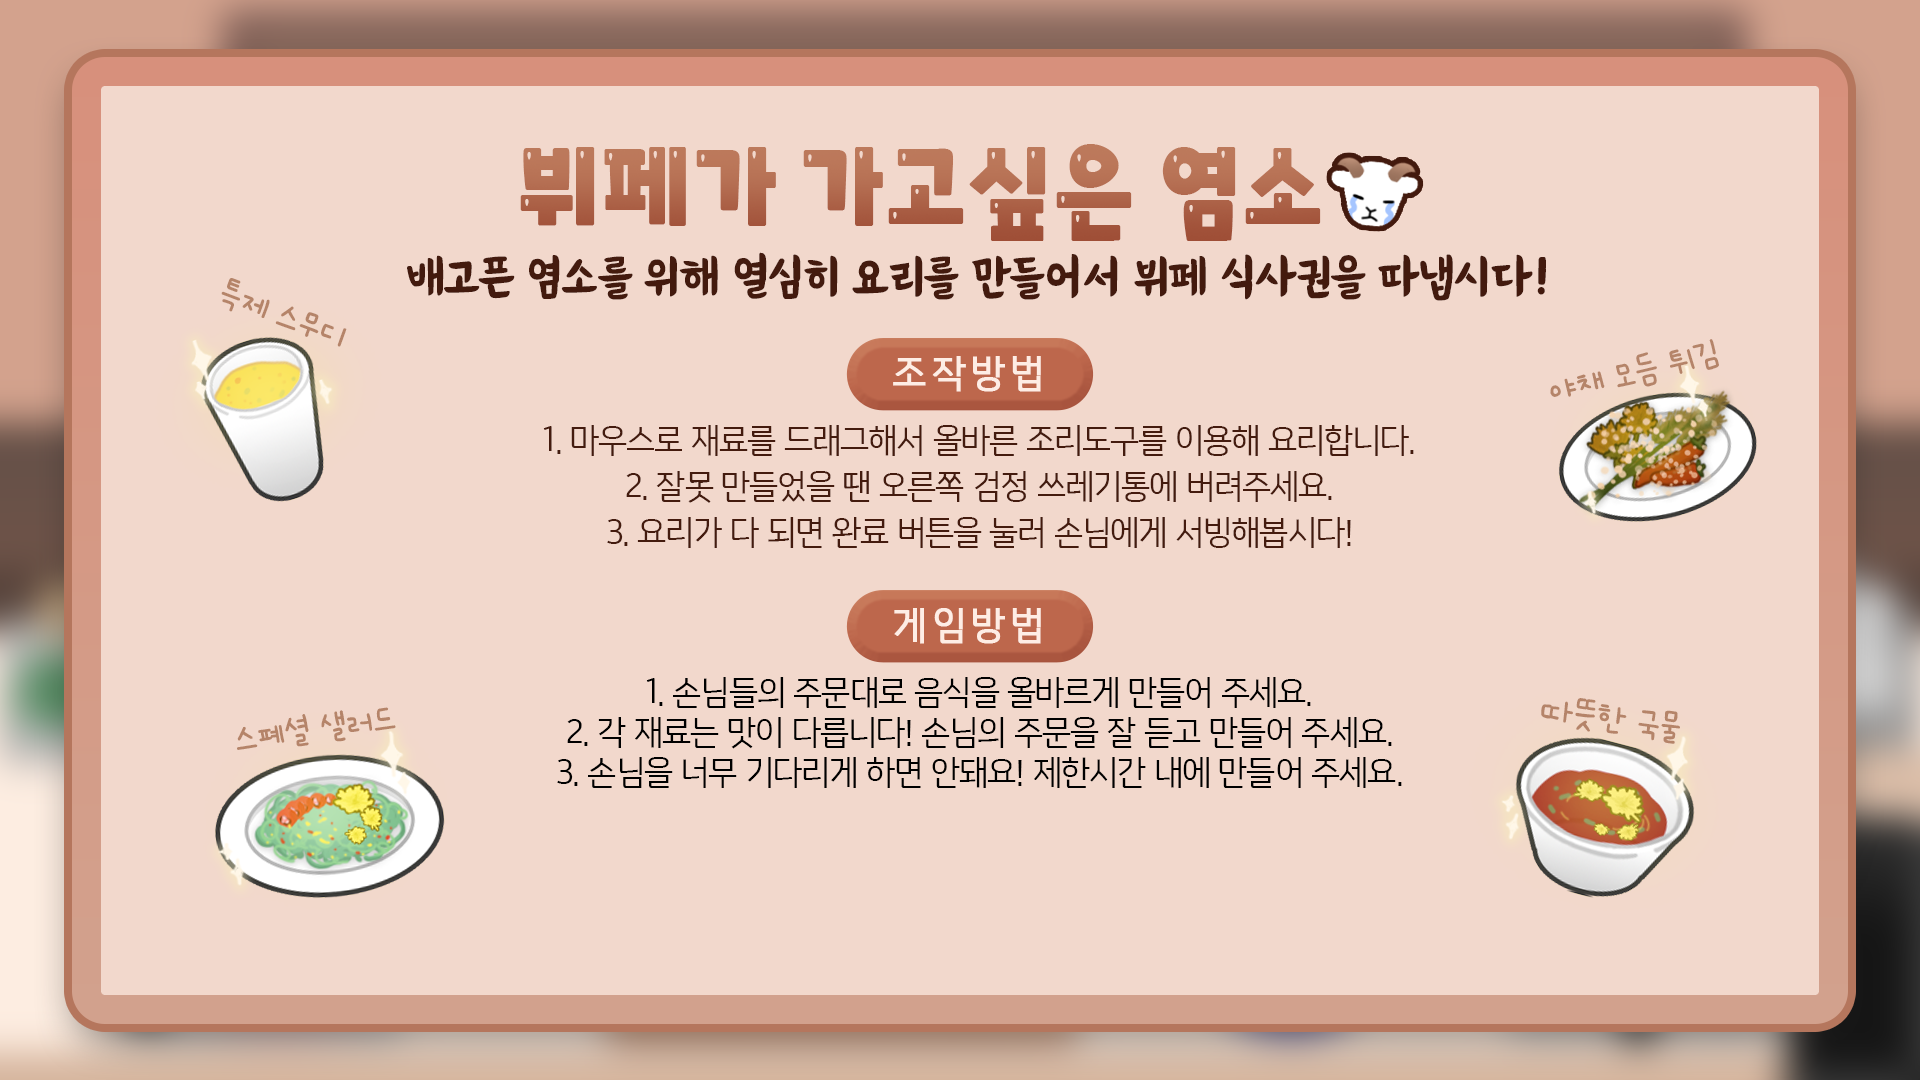 뷔페가 가고싶은 염소
배고픈 염소를 위해 열심히 요리를 만들어서 뷔페 식사권을 따냅시다!
특제 스무디
야채 모듬 튀김
조작방법
1. 마우스로 재료를 드래그해서 올바른 조리도구를 이용해 요리합니다.
2. 잘못 만들었을 땐 오른쪽 검정 쓰레기통에 버려주세요.
3. 요리가 다 되면 완료 버튼을 눌러 손님에게 서빙해봅시다!
게임방법
1. 손님들의 주문대로 음식을 올바르게 만들어 주세요.
2. 각 재료는 맛이 다릅니다! 손님의 주문을 잘 듣고 만들어 주세요.
3. 손님을 너무 기다리게 하면 안돼요! 제한시간 내에 만들어 주세요.
스폐셜 샐러드
따뜻한 국물